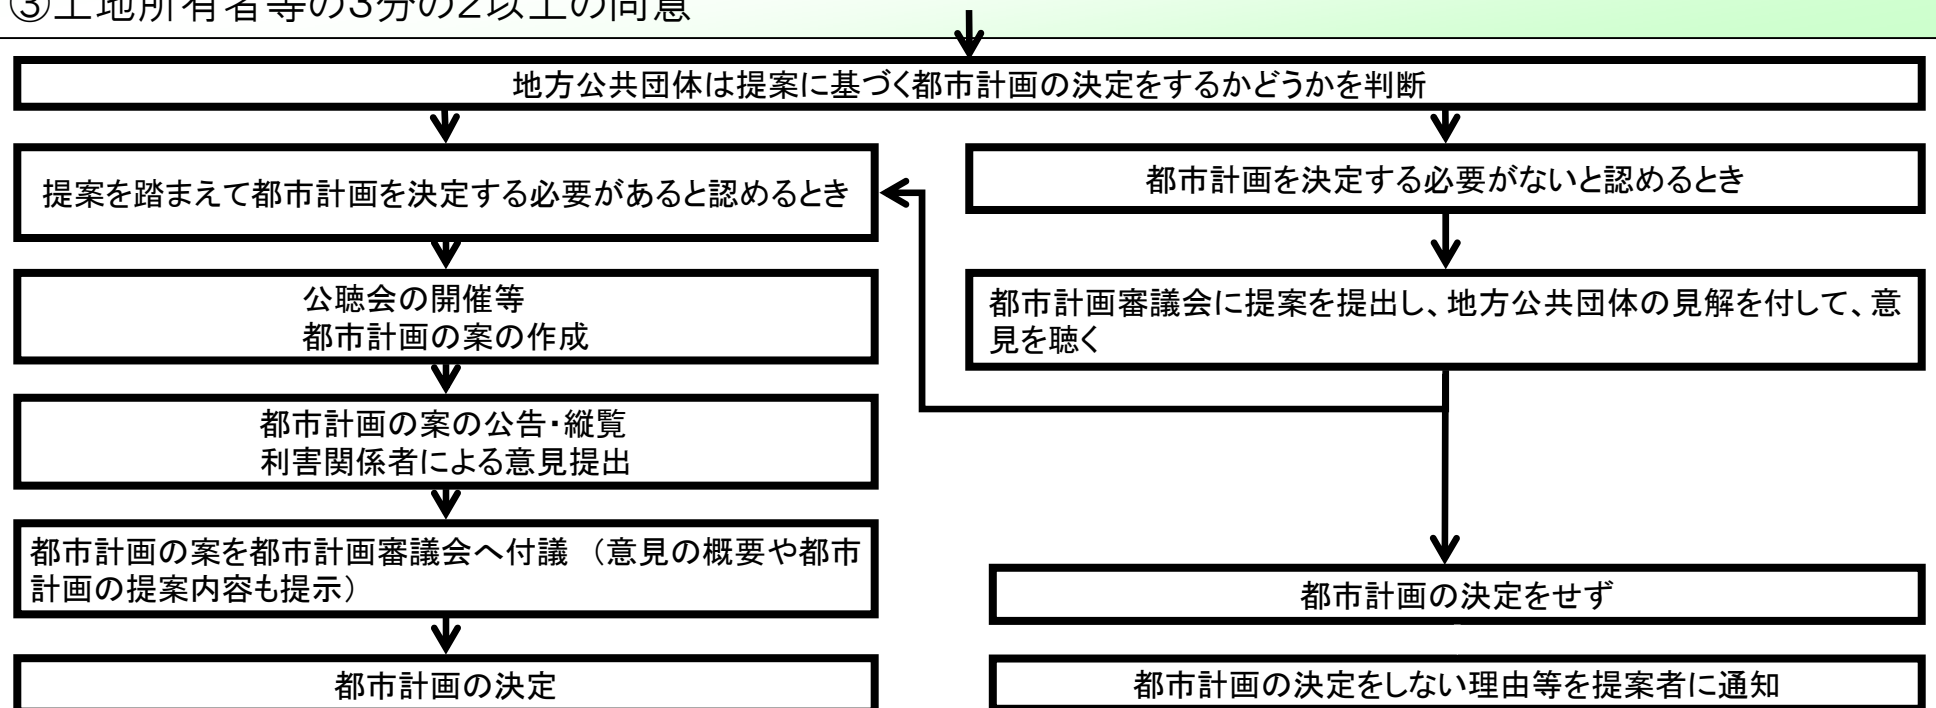 ③土地所有者等の3分の2以上の同意
地方公共団体は提案に基づく都市計画の決定をするかどうかを判断
提案を踏まえて都市計画を決定する必要があると認めるとき
公聴会の開催等
都市計画の案の作成
都市計画の案の公告・縦覧
利害関係者による意見提出
都市計画の案を都市計画審議会へ付議 （意見の概要や都市
計画の提案内容も提示）
都市計画の決定
都市計画を決定する必要がないと認めるとき
都市計画審議会に提案を提出し、地方公共団体の見解を付して、意
見を聴く
都市計画の決定をせず
都市計画の決定をしない理由等を提案者に通知